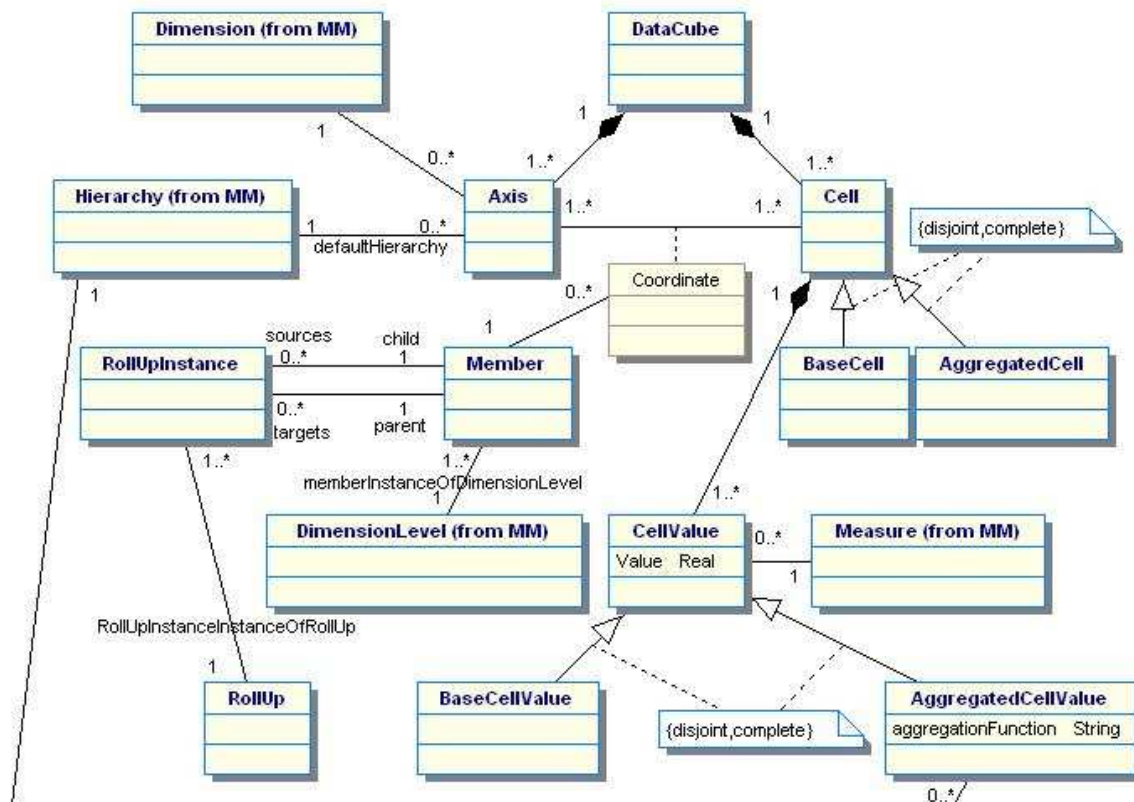 Dimension (from MM)
DataCube
1
1
1
0..*
1..*
1..*
Hierarchy (from MM)
Axis
Cell
1
0..*
1..*
1..*
{disjoint,complete}
defaultHierarchy
1
0..*
Coordinate
1
1
sources
child
0..*
1
RollUpInstance
Member
BaseCell
AggregatedCell
0..*
1
targets
parent
1..*
1..*
memberInstanceOfDimensionLevel
1
1..*
DimensionLevel (from MM)
CellValue
Measure (from MM)
0..*
Value Real
1
RollUpInstanceInstanceOfRollUp
1
RollUp
BaseCellValue
AggregatedCellValue
{disjoint,complete}
aggregationFunction String
0..*